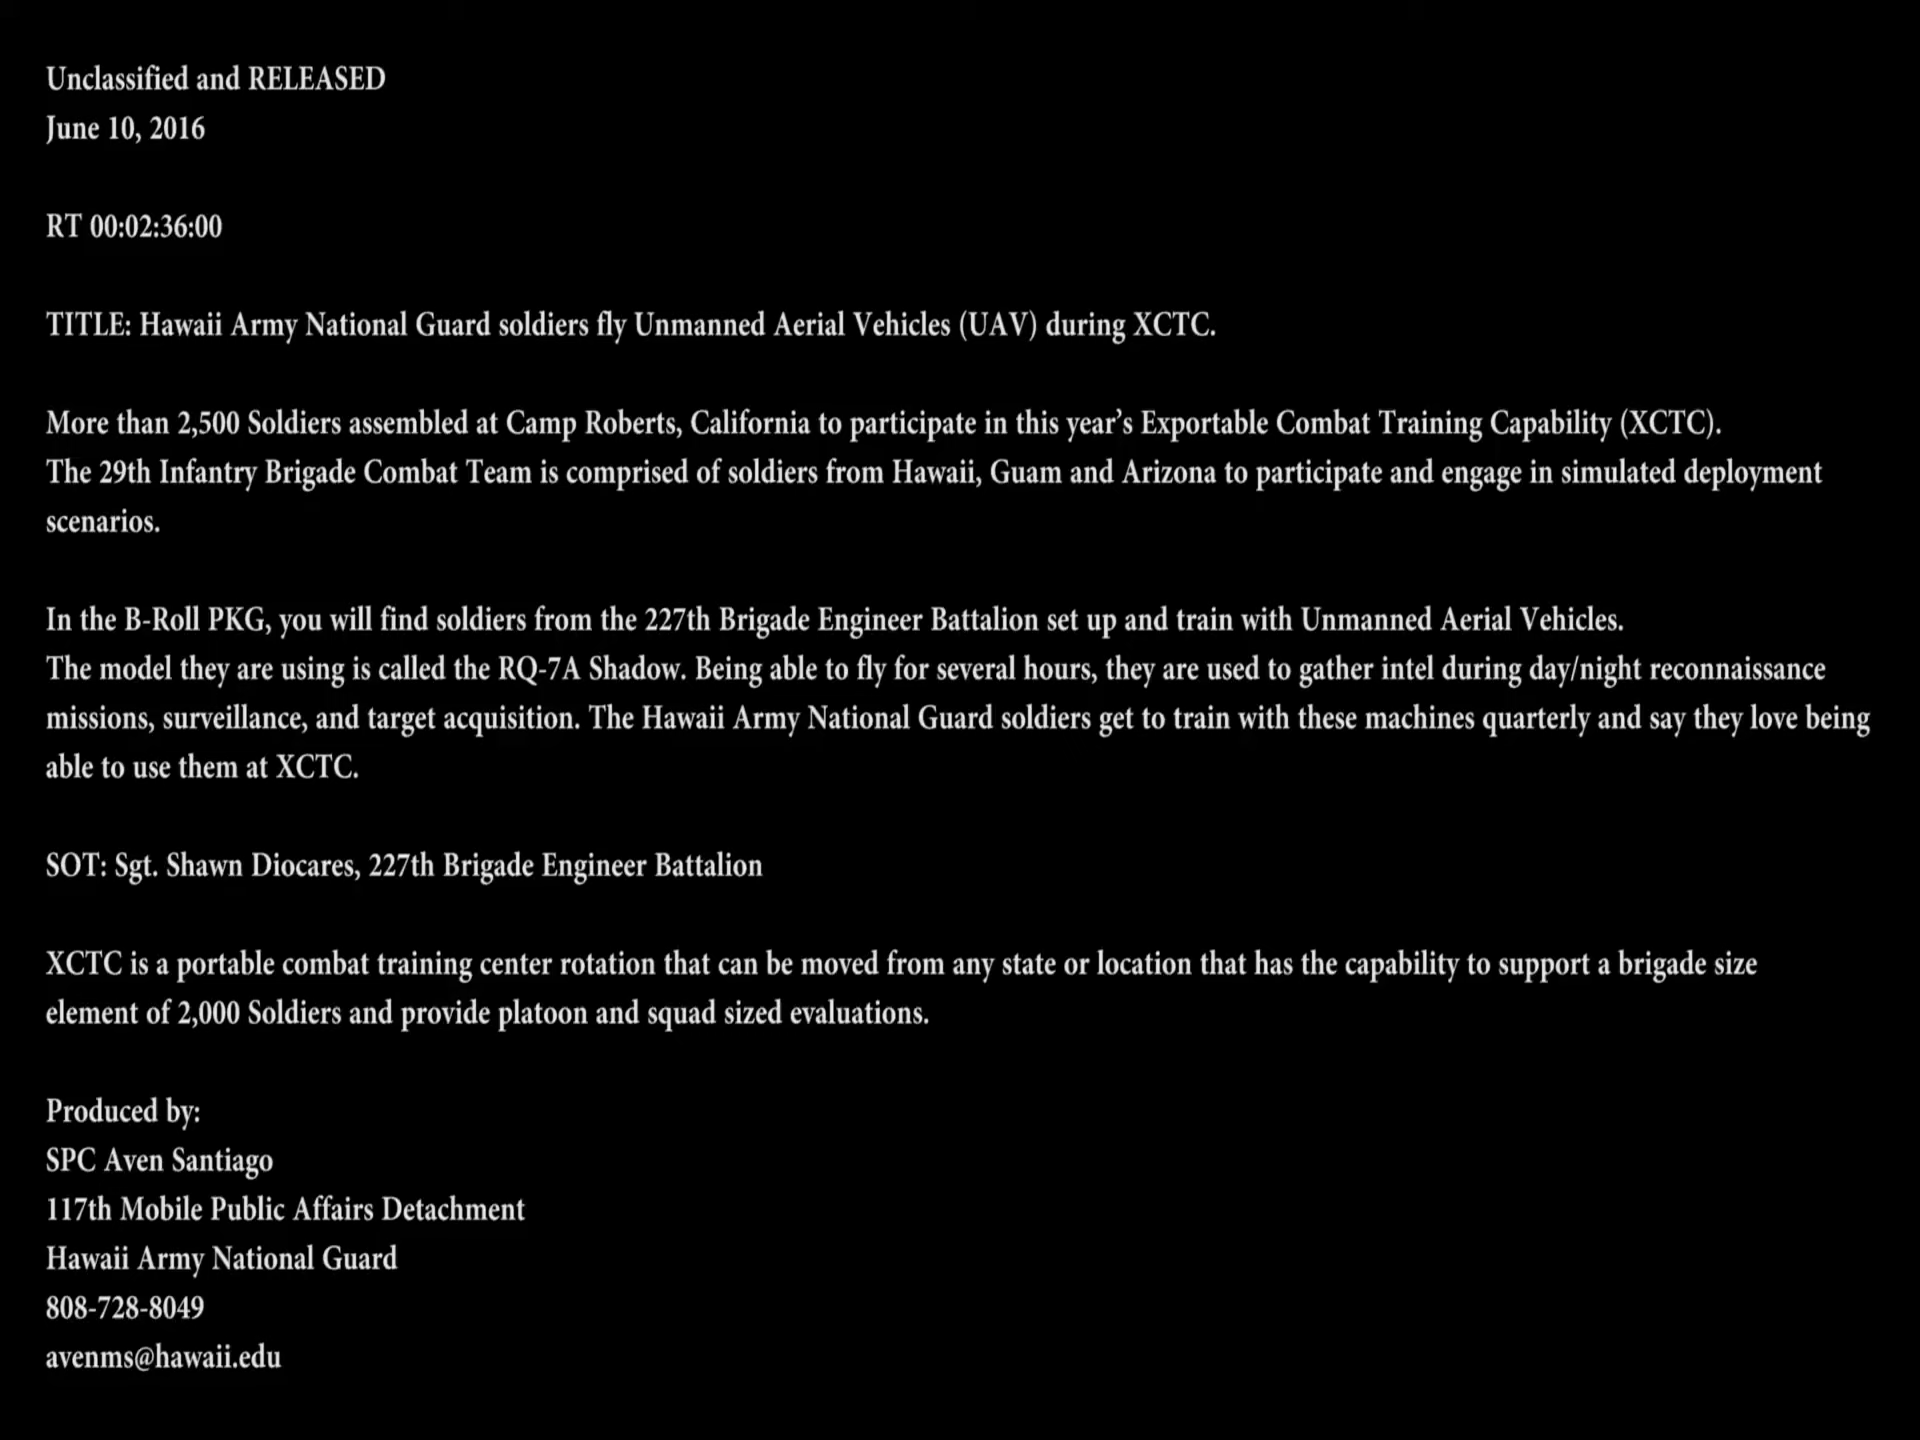 Unclassified and RELEASED
June 10, 2016
RT 00:02:36:00
TITLE: Hawaii Army National Guard soldiers fly Unmanned Aerial Vehicles (UAV) during XCTC.
More than 2,500 Soldiers assembled at Camp Roberts, California to participate in this year’s Exportable Combat Training Capability (XCTC).
The 29th Infantry Brigade Combat Team is comprised of soldiers from Hawaii, Guam and Arizona to participate and engage in simulated deployment
scenarios.
In the B-Roll PKG, you will find soldiers from the 227th Brigade Engineer Battalion set up and train with Unmanned Aerial Vehicles.
The model they are using is called the RQ-7A Shadow. Being able to fly for several hours, they are used to gather intel during day/night reconnaissance
missions, surveillance, and target acquisition. The Hawaii Army National Guard soldiers get to train with these machines quarterly and say they love being
able to use them at XCTC.
SOT: Sgt. Shawn Diocares, 227th Brigade Engineer Battalion
XCTC is a portable combat training center rotation that can be moved from any state or location that has the capability to support a brigade size
element of 2,000 Soldiers and provide platoon and squad sized evaluations.
Produced by:
SPC Aven Santiago
117th Mobile Public Affairs Detachment
Hawaii Army National Guard
808-728-8049
avenms@hawaii.edu